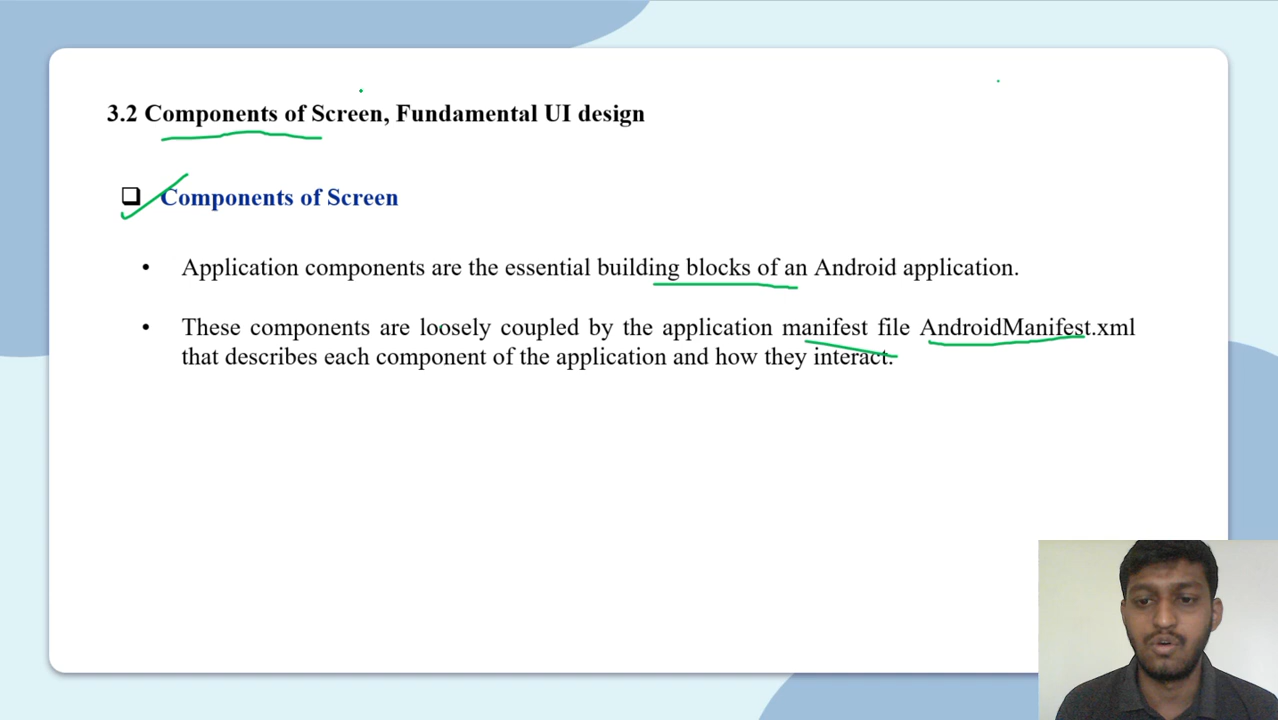 3.2 Components of Screen, Fundamental UI design
❑ Components of Screen
• Application components are the essential building blocks of an Android application.
• These components are loosely coupled by the application manifest file AndroidManifest.xml
that describes each component of the application and how they interact.